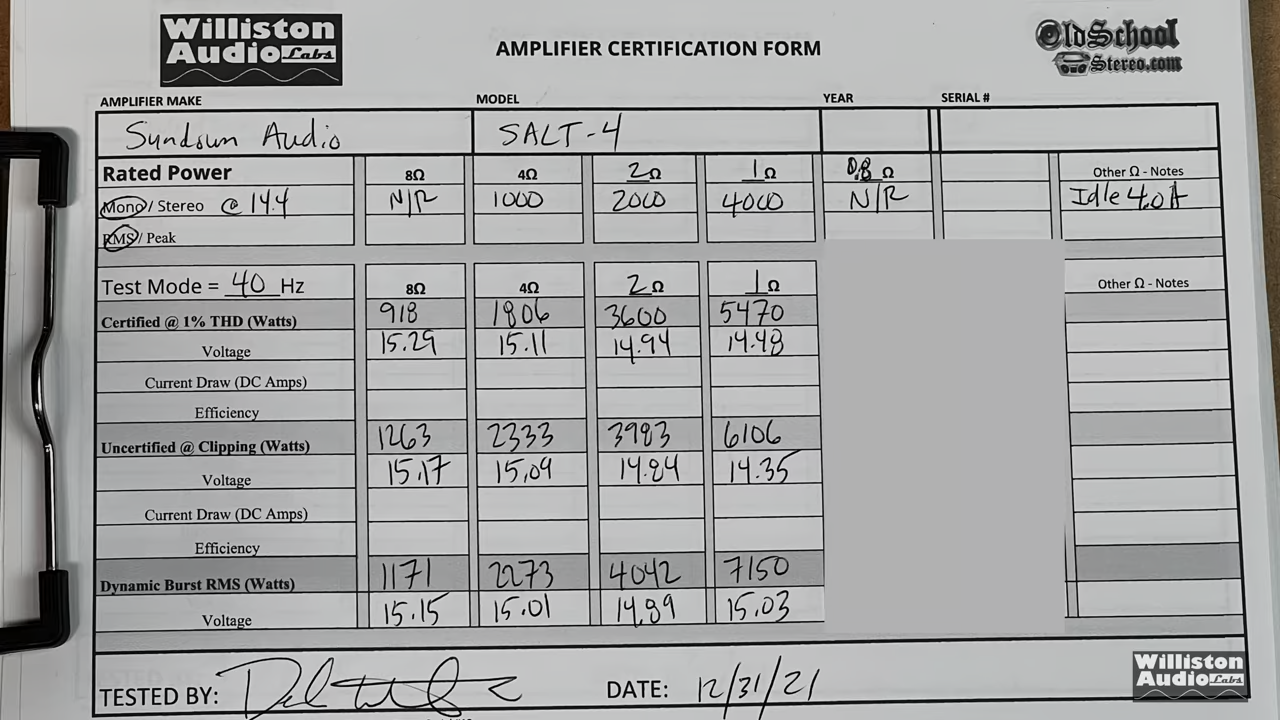 Williston Audio Labs
AMPLIFIER CERTIFICATION FORM
OldSchool Stereo.com
AMPLIFIER MAKE MODEL YEAR SERIAL #
Sundown Audio SALT-4
Rated Power 8Ω 4Ω 2Ω 1Ω 0.8Ω Other Ω - Notes
Mono / Stereo @ 14.4 N/R 1000 2000 4000 N/R Idle 4.0A
RMS / Peak
Test Mode = 40 Hz 8Ω 4Ω 2Ω 1Ω Other Ω - Notes
Certified @ 1% THD (Watts) 918 1806 3600 5470
Voltage 15.29 15.11 14.94 14.48
Current Draw (DC Amps)
Efficiency
Uncertified @ Clipping (Watts) 1263 2333 3983 6106
Voltage 15.17 15.09 14.84 14.35
Current Draw (DC Amps)
Efficiency
Dynamic Burst RMS (Watts) 1171 2273 4042 7150
Voltage 15.15 15.01 14.89 15.03
TESTED BY: DATE: 12/31/21
Williston Audio Labs